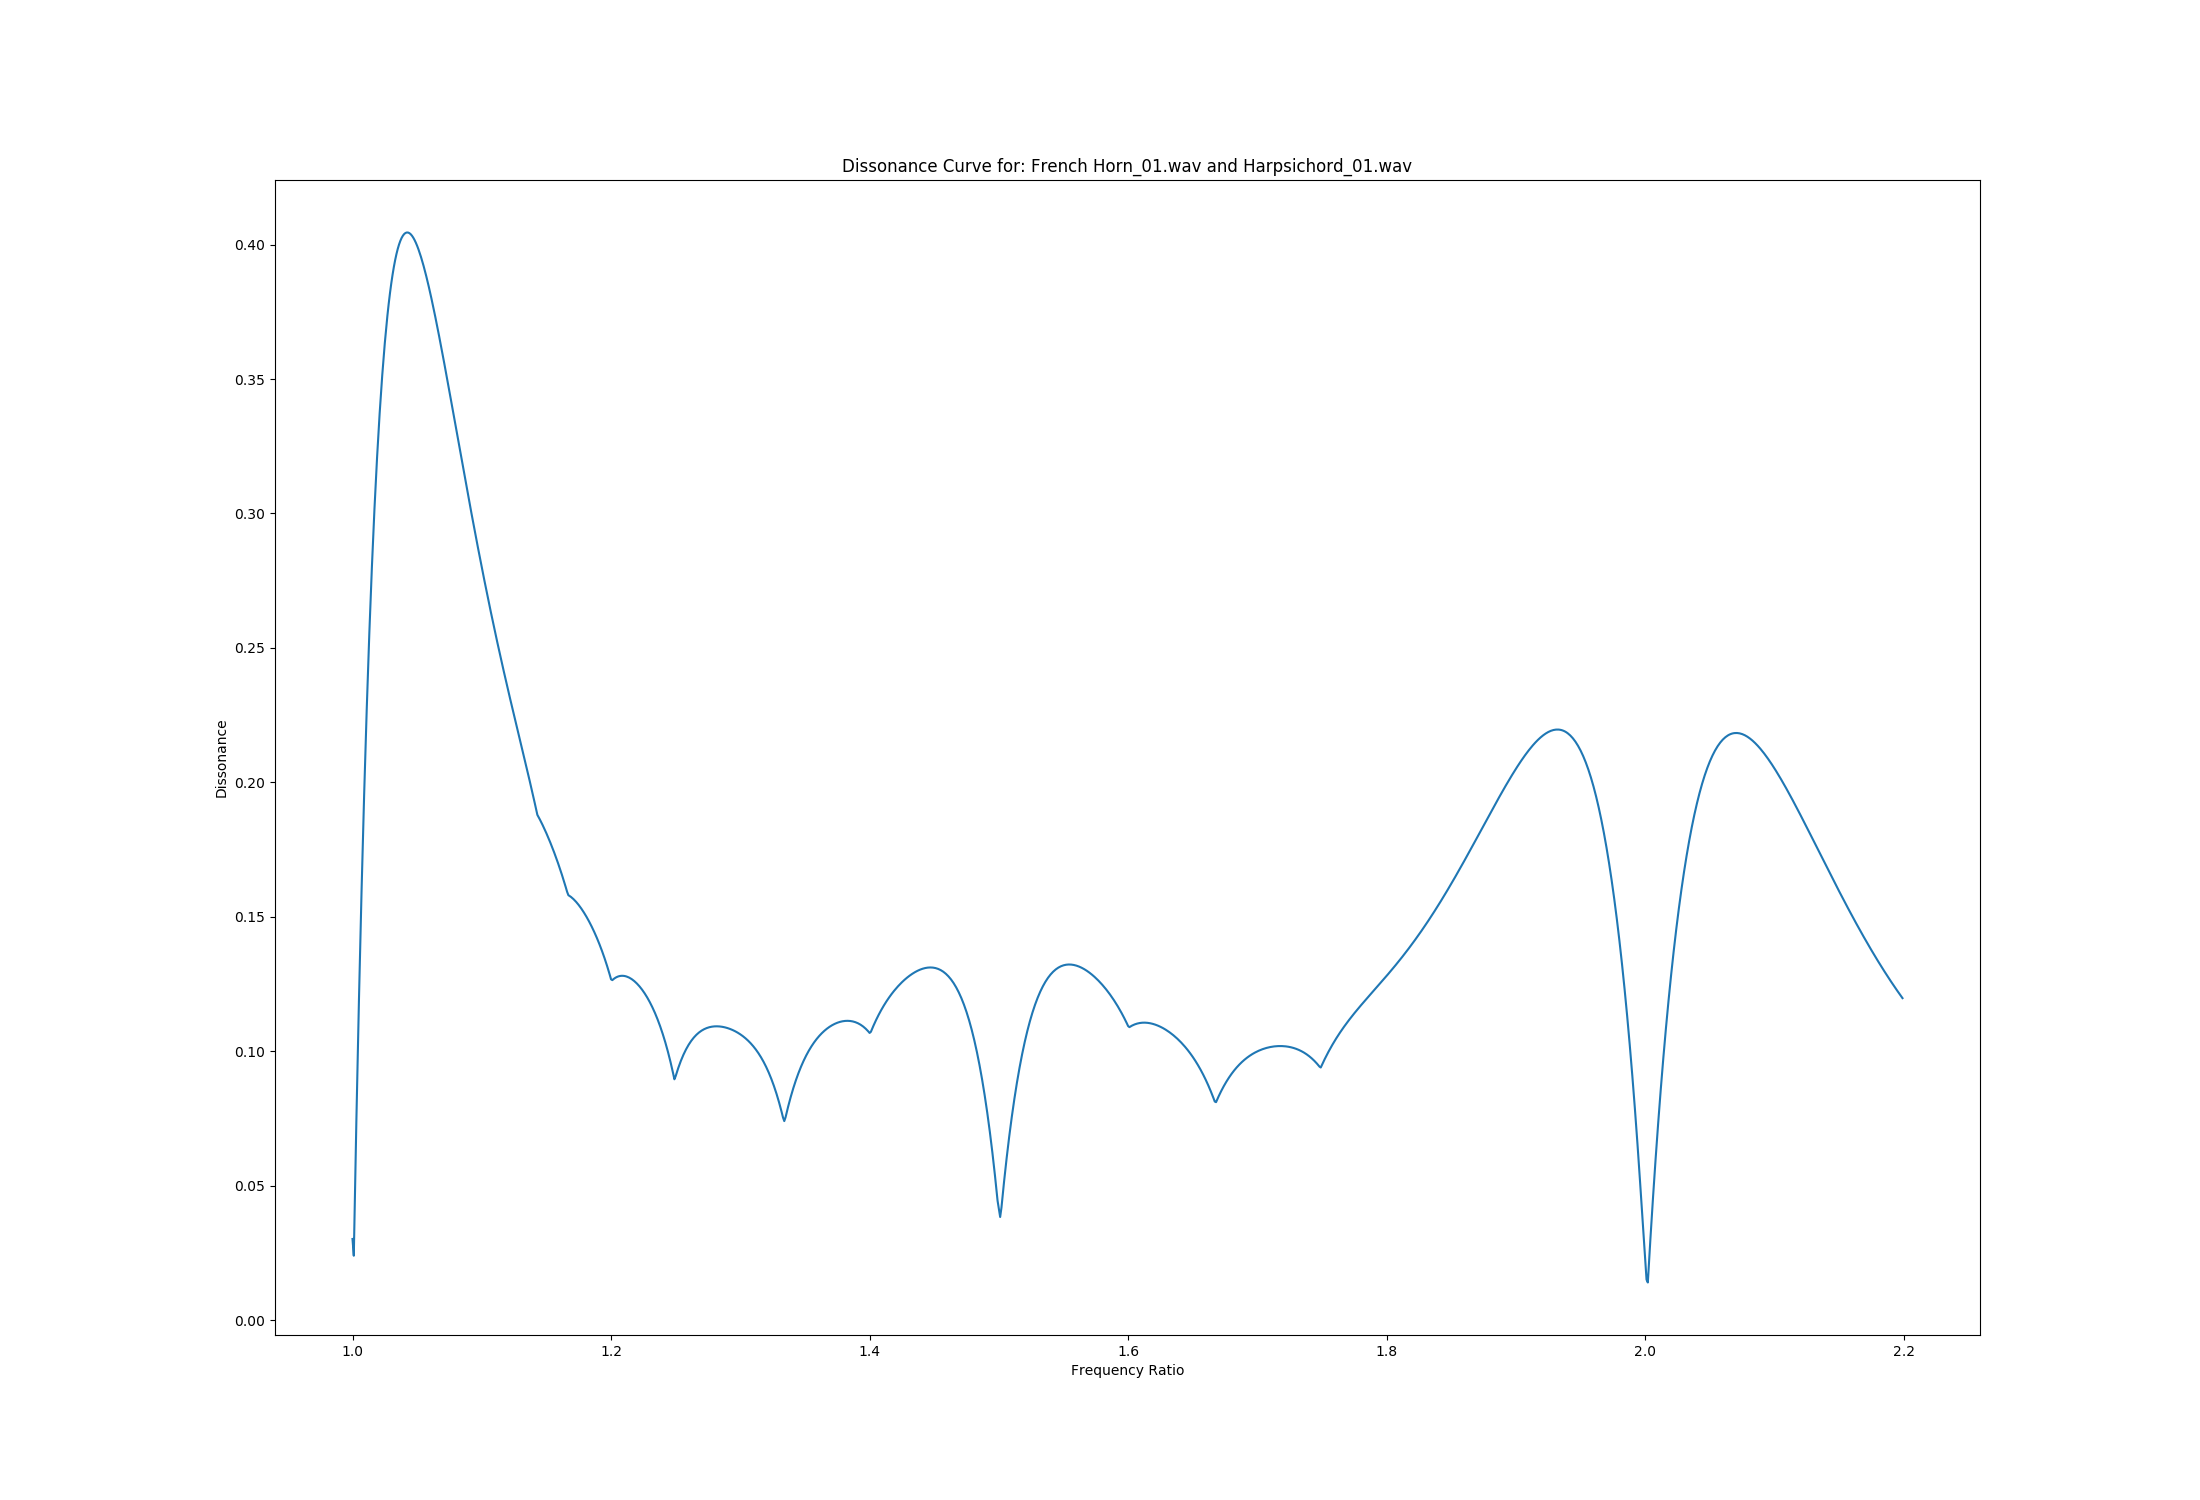 Dissonance Curve for: French Horn_01.wav and Harpsichord_01.wav
0.40
0.35
0.30
0.25
0.20
0.15
0.10
0.05
0.00
Dissonance
1.0 1.2 1.4 1.6 1.8 2.0 2.2
Frequency Ratio